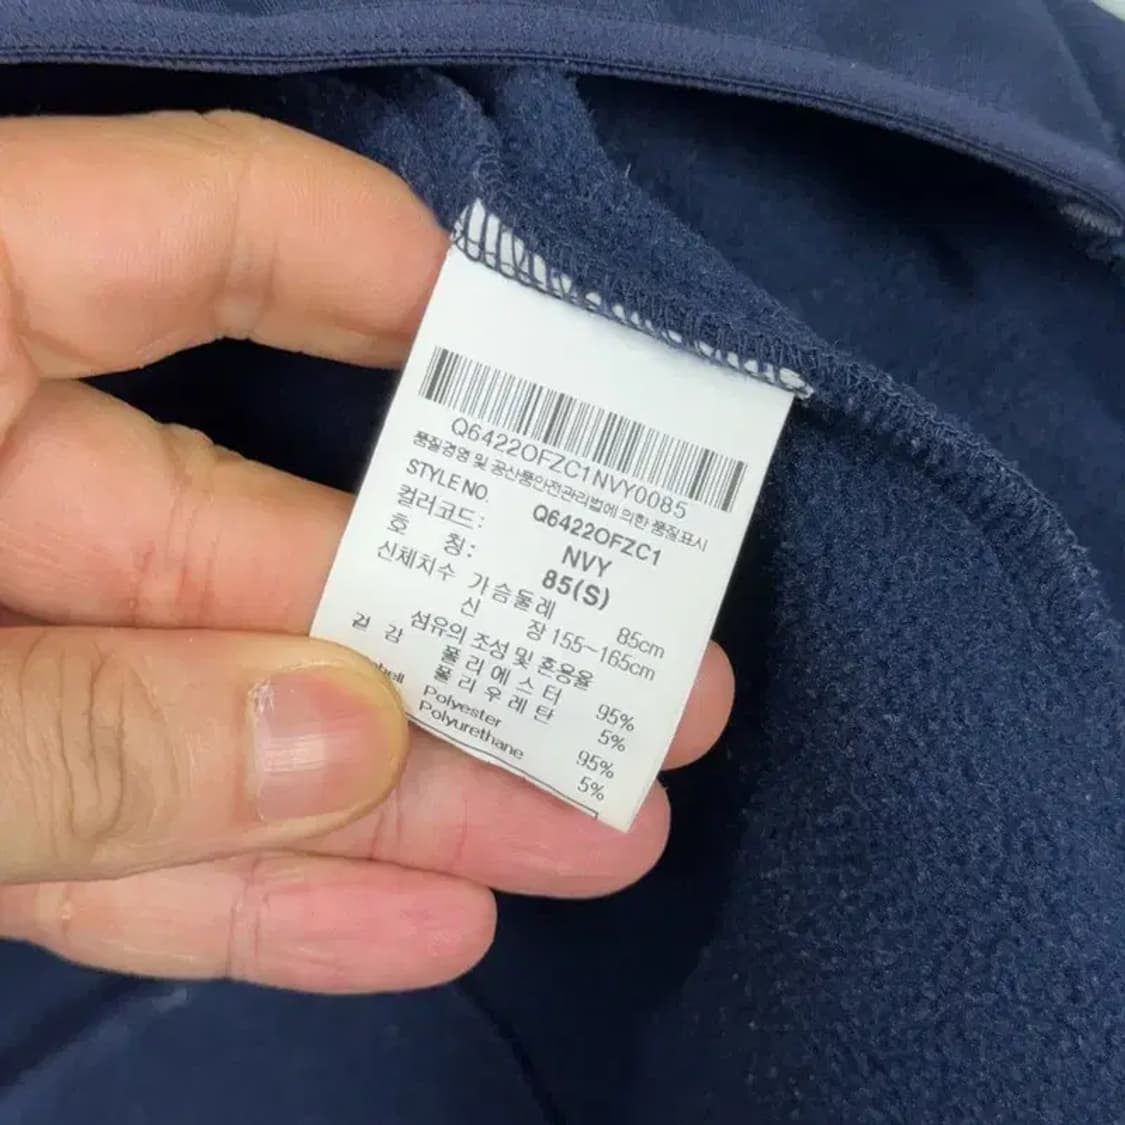 Q6422OFZC1NVY0085
품질경영 및 공산품안전관리법에 의한 품질표시
STYLE NO. Q6422OFZC1
컬러코드: NVY
호 칭: 85(S)
신체치수 가슴둘레 85cm
신 장 155~165cm
섬유의 조성 및 혼용율
겉 감 폴리에스터 95%
폴리우레탄 5%
Polyester 95%
Polyurethane 5%